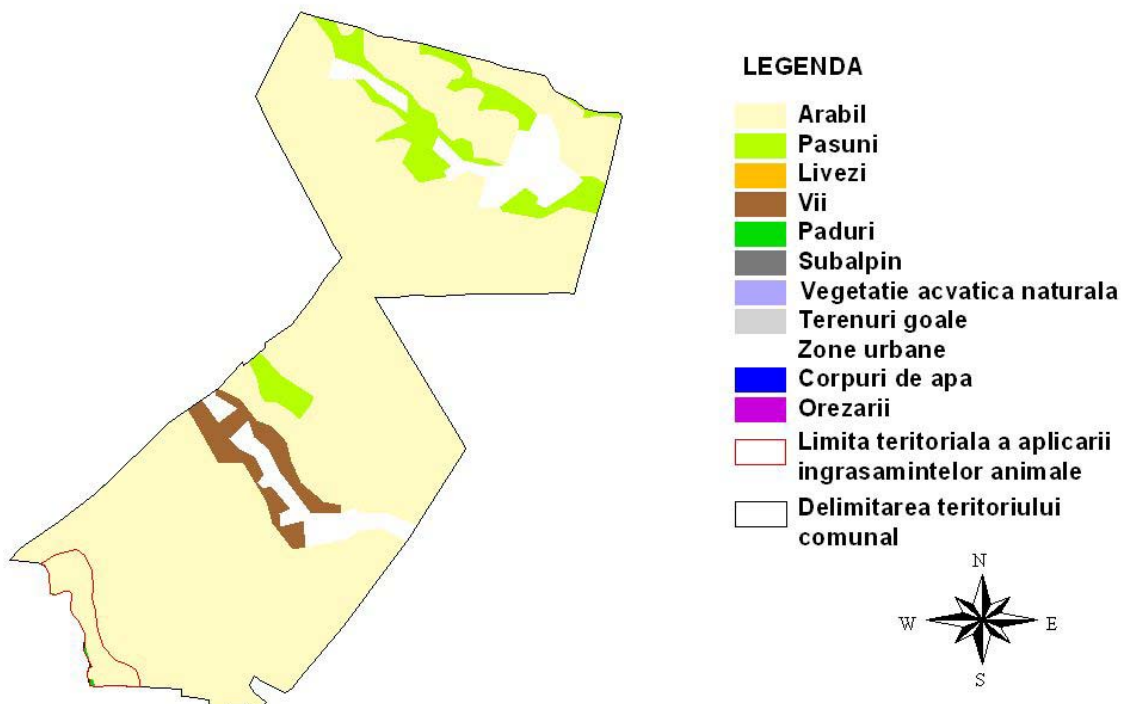 LEGENDA
Arabil
Pasuni
Livezi
Vii
Paduri
Subalpin
Vegetatie acvatica naturala
Terenuri goale
Zone urbane
Corpuri de apa
Orezarii
Limita teritoriala a aplicarii
ingrasamintelor animale
Delimitarea teritoriului
comunal
N
W E
S